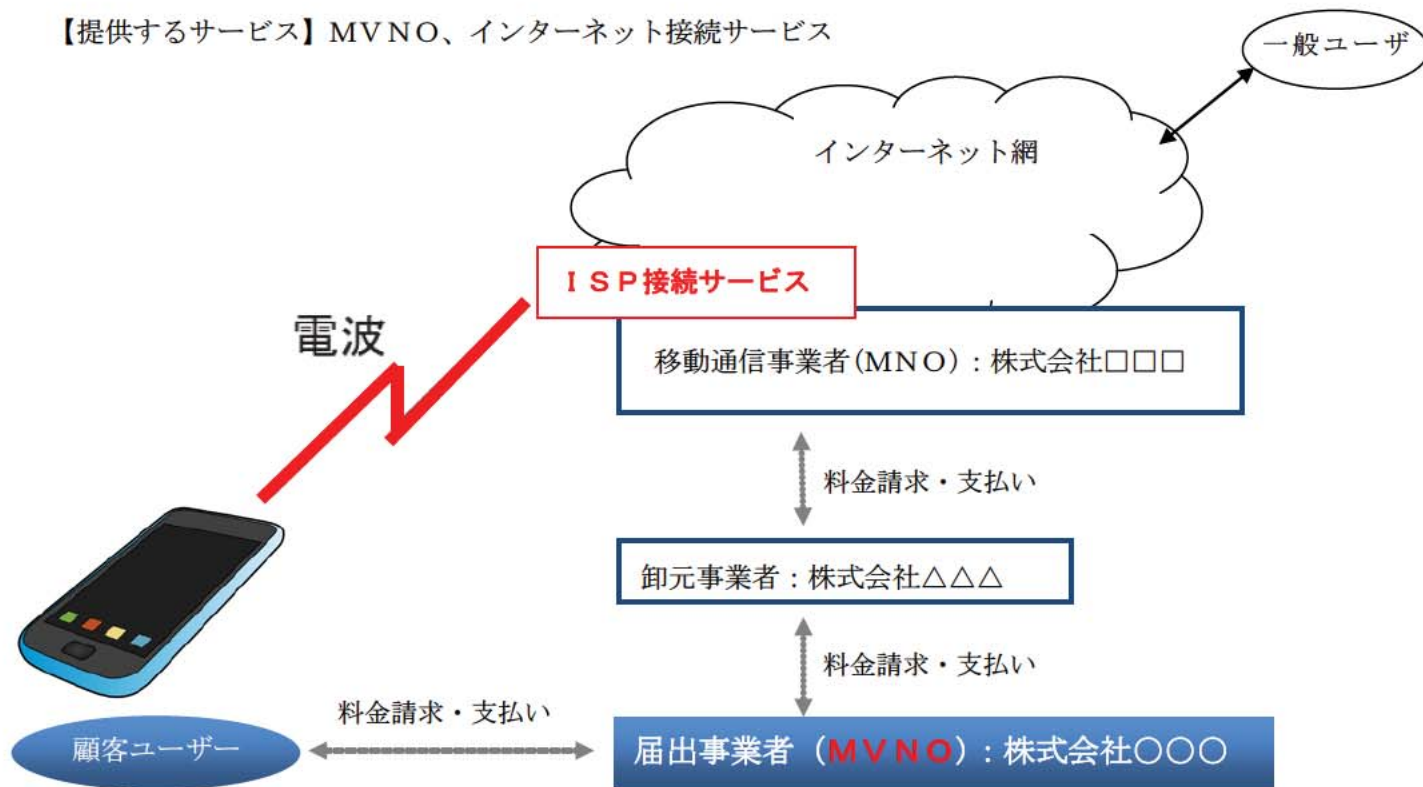 【提供するサービス】ＭＶＮＯ、インターネット接続サービス
一般ユーザ
インターネット網
ＩＳＰ接続サービス
電波
移動通信事業者(ＭＮＯ)：株式会社□□□
料金請求・支払い
卸元事業者：株式会社△△△
料金請求・支払い
料金請求・支払い
顧客ユーザー
届出事業者（ＭＶＮＯ）：株式会社○○○